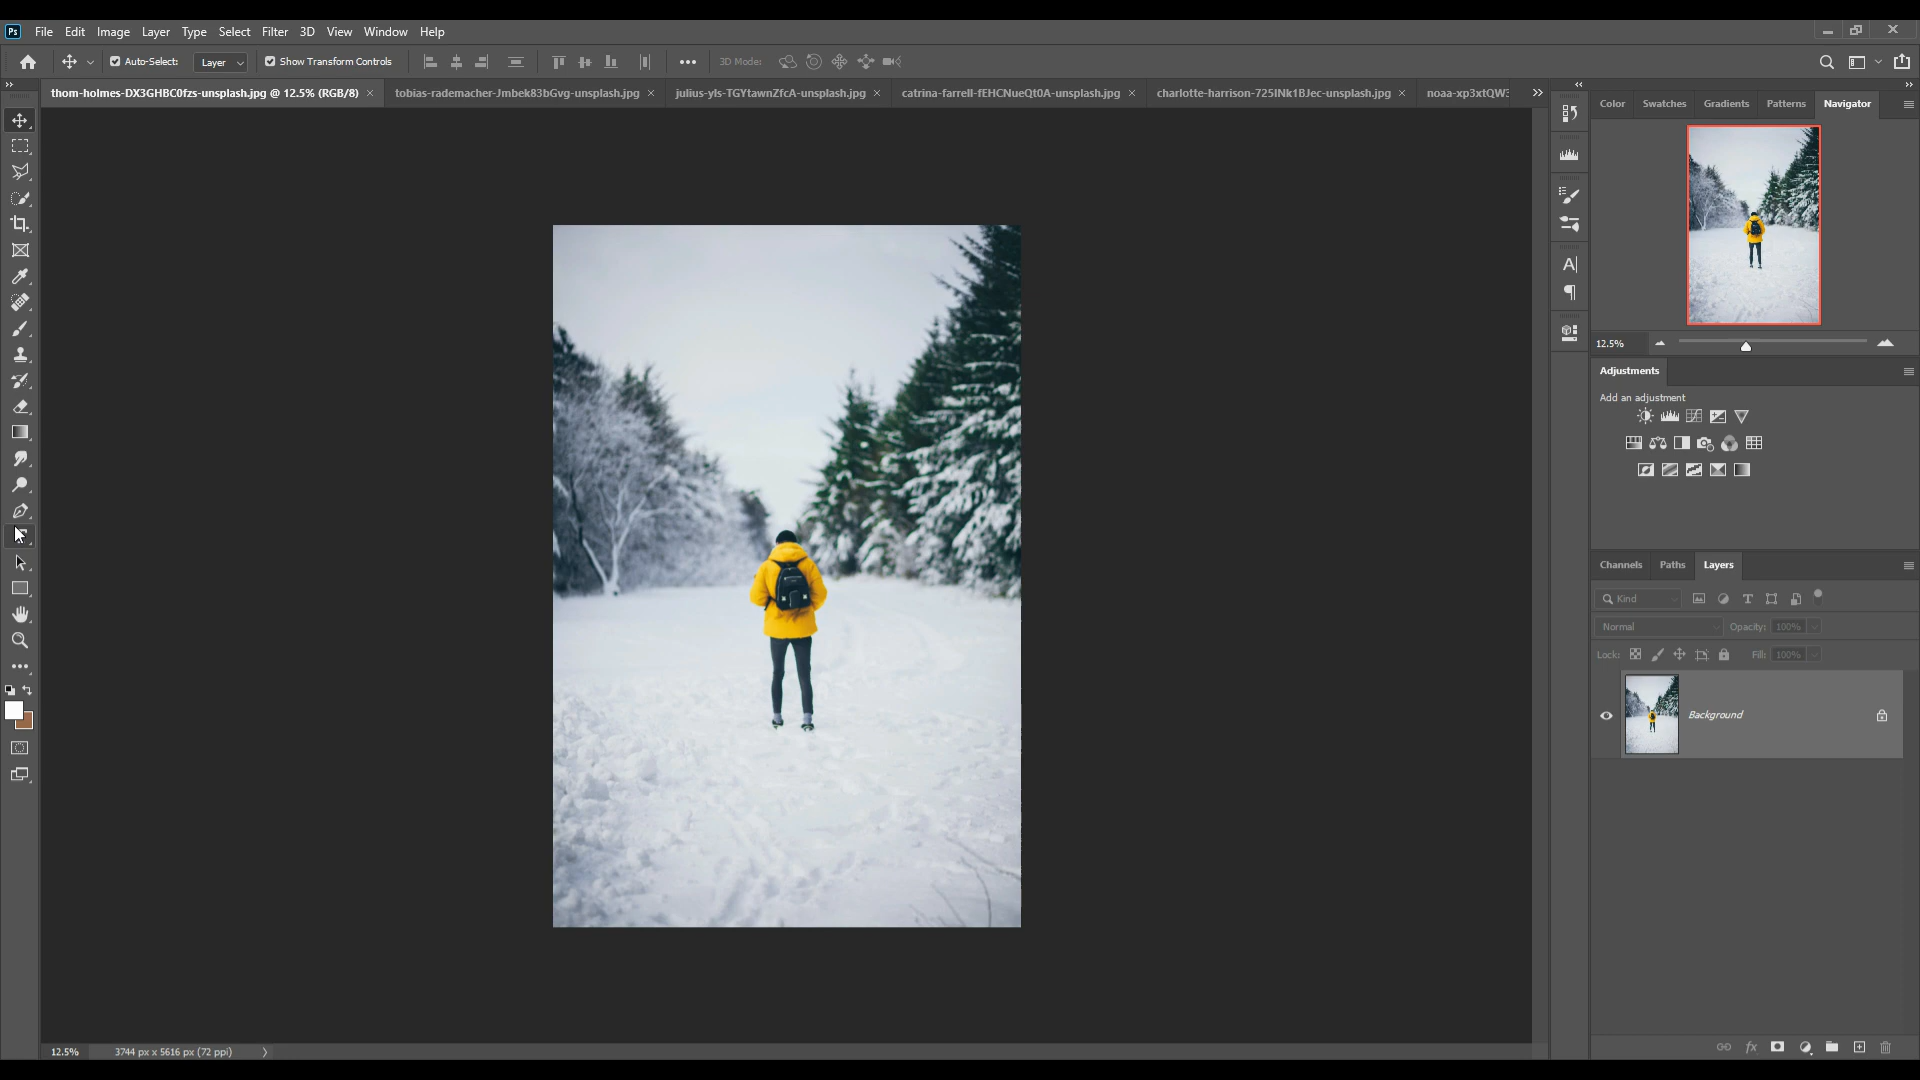 Ps File Edit Image Layer Type Select Filter 3D View Window Help
Auto-Select: Layer Show Transform Controls 3D Mode:
thom-holmes-DX3GHBC0fzs-unsplash.jpg @ 12.5% (RGB/8) tobias-rademacher-Jmbek83bGvg-unsplash.jpg julius-yls-TGYtawnZfcA-unsplash.jpg catrina-farrell-fEHCNueQt0A-unsplash.jpg charlotte-harrison-725lNk1BJec-unsplash.jpg noaa-xp3xtQW3
Color Swatches Gradients Patterns Navigator
12.5%
Adjustments
Add an adjustment
Channels Paths Layers
Kind
Normal Opacity: 100%
Lock: Fill: 100%
Background
12.5% 3744 px x 5616 px (72 ppi)